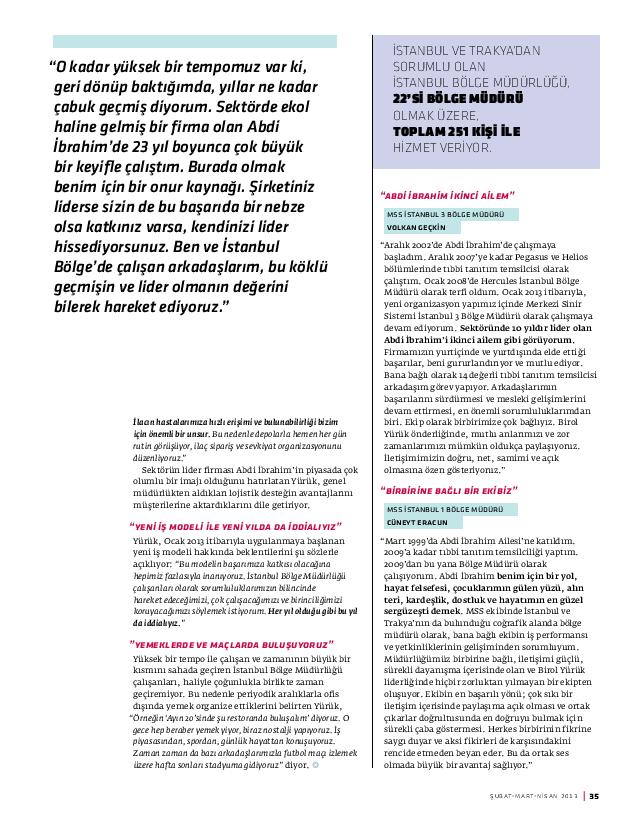 “O kadar yüksek bir tempomuz var ki,
geri dönüp baktığımda, yıllar ne kadar
çabuk geçmiş diyorum. Sektörde ekol
haline gelmiş bir firma olan Abdi
İbrahim’de 23 yıl boyunca çok büyük
bir keyifle çalıştım. Burada olmak
benim için bir onur kaynağı. Şirketiniz
liderse sizin de bu başarıda bir nebze
olsa katkınız varsa, kendinizi lider
hissediyorsunuz. Ben ve İstanbul
Bölge’de çalışan arkadaşlarım, bu köklü
geçmişin ve lider olmanın değerini
bilerek hareket ediyoruz.”
İlacın hastalarımıza hızlı erişimi ve bulunabilirliği bizim
için önemli bir unsur. Bu nedenle depolarla hemen her gün
rutin görüşüyor, ilaç sipariş ve sevkiyat organizasyonunu
düzenliyoruz.”
Sektörün lider firması Abdi İbrahim’in piyasada çok
olumlu bir imajı olduğunu hatırlatan Yürük, genel
müdürlükten aldıkları lojistik desteğin avantajlarını
müşterilerine aktardıklarını dile getiriyor.
“YENİ İŞ MODELİ İLE YENİ YILDA DA İDDİALIYIZ”
Yürük, Ocak 2013 itibarıyla uygulanmaya başlanan
yeni iş modeli hakkında beklentilerini şu sözlerle
açıklıyor: “Bu modelin başarımıza katkısı olacağına
hepimiz fazlasıyla inanıyoruz. İstanbul Bölge Müdürlüğü
çalışanları olarak sorumluluklarımızın bilincinde
hareket edeceğimizi, çok çalışacağımızı ve birinciliğimizi
koruyacağımızı söylemek istiyorum. Her yıl olduğu gibi bu yıl
da iddialıyız.”
“YEMEKLERDE VE MAÇLARDA BULUŞUYORUZ”
Yüksek bir tempo ile çalışan ve zamanının büyük bir
kısmını sahada geçiren İstanbul Bölge Müdürlüğü
çalışanları, haliyle çoğunlukla birlikte zaman
geçiremiyor. Bu nedenle periyodik aralıklarla ofis
dışında yemek organize ettiklerini belirten Yürük,
“Örneğin ‘Ayın 20’sinde şu restoranda buluşalım’ diyoruz. O
gece hep beraber yemek yiyor, biraz nostalji yapıyoruz. İş
piyasasından, spordan, günlük hayattan konuşuyoruz.
Zaman zaman da bazı arkadaşlarımızla futbol maçı izlemek
üzere hafta sonları stadyuma gidiyoruz” diyor.
İSTANBUL VE TRAKYA’DAN
SORUMLU OLAN
İSTANBUL BÖLGE MÜDÜRLÜĞÜ,
22’Sİ BÖLGE MÜDÜRÜ
OLMAK ÜZERE,
TOPLAM 251 KİŞİ İLE
HİZMET VERİYOR.
“ABDİ İBRAHİM İKİNCİ AİLEM”
MSS İSTANBUL 3 BÖLGE MÜDÜRÜ
VOLKAN GEÇKİN
“Aralık 2002’de Abdi İbrahim’de çalışmaya
başladım. Aralık 2007’ye kadar Pegasus ve Helios
bölümlerinde tıbbi tanıtım temsilcisi olarak
çalıştım. Ocak 2008’de Hercules İstanbul Bölge
Müdürü olarak terfi oldum. Ocak 2013 itibarıyla,
yeni organizasyon yapımız içinde Merkezi Sinir
Sistemi İstanbul 3 Bölge Müdürü olarak çalışmaya
devam ediyorum. Sektöründe 10 yıldır lider olan
Abdi İbrahim’i ikinci ailem gibi görüyorum.
Firmamızın yurtiçinde ve yurtdışında elde ettiği
başarılar, beni gururlandırıyor ve mutlu ediyor.
Bana bağlı olarak 14 değerli tıbbi tanıtım temsilcisi
arkadaşım görev yapıyor. Arkadaşlarımın
başarılarını sürdürmesi ve mesleki gelişimlerini
devam ettirmesi, en önemli sorumluluklarımdan
biri. Ekip olarak birbirimize çok bağlıyız. Birol
Yürük önderliğinde, mutlu anlarımızı ve zor
zamanlarımızı mümkün oldukça paylaşıyoruz.
İletişimimizin doğru, net, samimi ve açık
olmasına özen gösteriyoruz.”
“BİRBİRİNE BAĞLI BİR EKİBİZ”
MSS İSTANBUL 1 BÖLGE MÜDÜRÜ
CÜNEYT ERACUN
“Mart 1999’da Abdi İbrahim Ailesi’ne katıldım.
2009’a kadar tıbbi tanıtım temsilciliği yaptım.
2009’dan bu yana Bölge Müdürü olarak
çalışıyorum. Abdi İbrahim benim için bir yol,
hayat felsefesi, çocuklarımın gülen yüzü, alın
teri, kardeşlik, dostluk ve hayatımın en güzel
sergüzeşti demek. MSS ekibinde İstanbul ve
Trakya’nın da bulunduğu coğrafik alanda bölge
müdürü olarak, bana bağlı ekibin iş performansı
ve yetkinliklerinin gelişiminden sorumluyum.
Müdürlüğümüz birbirine bağlı, iletişimi güçlü,
sürekli dayanışma içerisinde olan ve Birol Yürük
liderliğinde hiçbir zorluktan yılmayan bir ekipten
oluşuyor. Ekibin en başarılı yönü; çok sıkı bir
iletişim içerisinde paylaşıma açık olması ve ortak
çıkarlar doğrultusunda en doğruyu bulmak için
sürekli çaba göstermesi. Herkes birbirinin fikrine
saygı duyar ve aksi fikirleri de karşısındakini
rencide etmeden beyan eder. Bu da ortak ses
olmada büyük bir avantaj sağlıyor.”
ŞUBAT-MART-NİSAN 2013 | 35